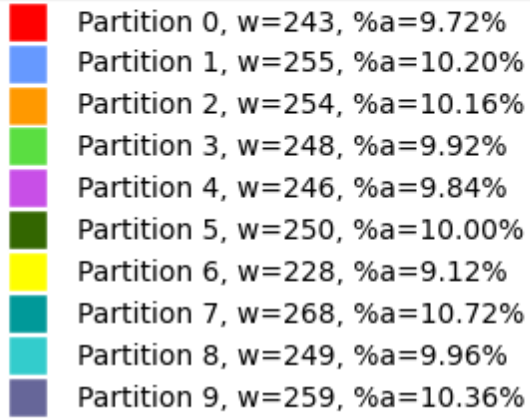 Partition 0, w=243, %a=9.72%
Partition 1, w=255, %a=10.20%
Partition 2, w=254, %a=10.16%
Partition 3, w=248, %a=9.92%
Partition 4, w=246, %a=9.84%
Partition 5, w=250, %a=10.00%
Partition 6, w=228, %a=9.12%
Partition 7, w=268, %a=10.72%
Partition 8, w=249, %a=9.96%
Partition 9, w=259, %a=10.36%